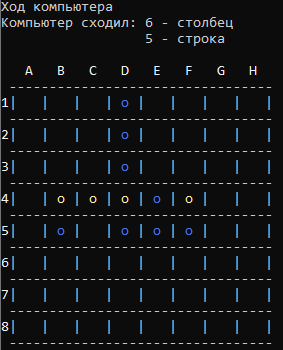 Ход компьютера
Компьютер сходил: 6 - столбец
5 - строка
A B C D E F G H
1| | | | o | | | | |
2| | | | o | | | | |
3| | | | o | | | | |
4| | o | o | o | o | o | | |
5| | o | | o | o | o | | |
6| | | | | | | | |
7| | | | | | | | |
8| | | | | | | | |